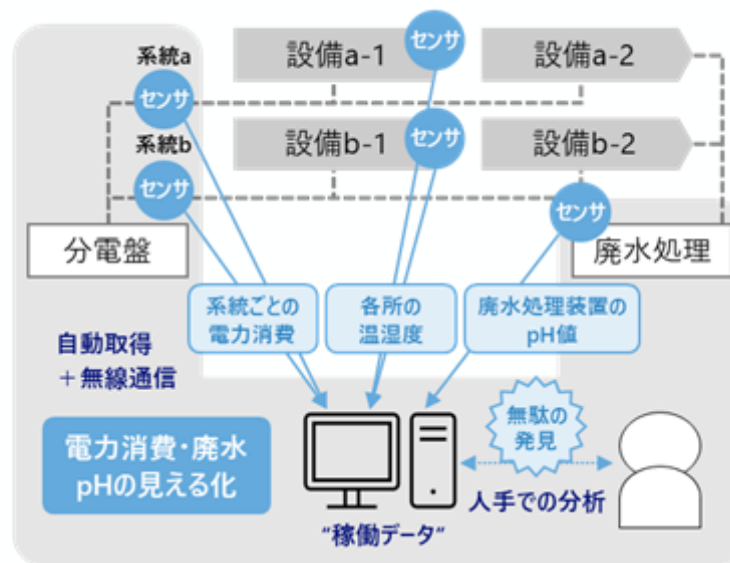 系統a
センサ
設備a-1
センサ
設備a-2
系統b
センサ
設備b-1
センサ
設備b-2
センサ
分電盤
廃水処理
系統ごとの
電力消費
各所の
温湿度
廃水処理装置の
pH値
自動取得
＋無線通信
無駄の
発見
電力消費・廃水
pHの見える化
人手での分析
“稼働データ”